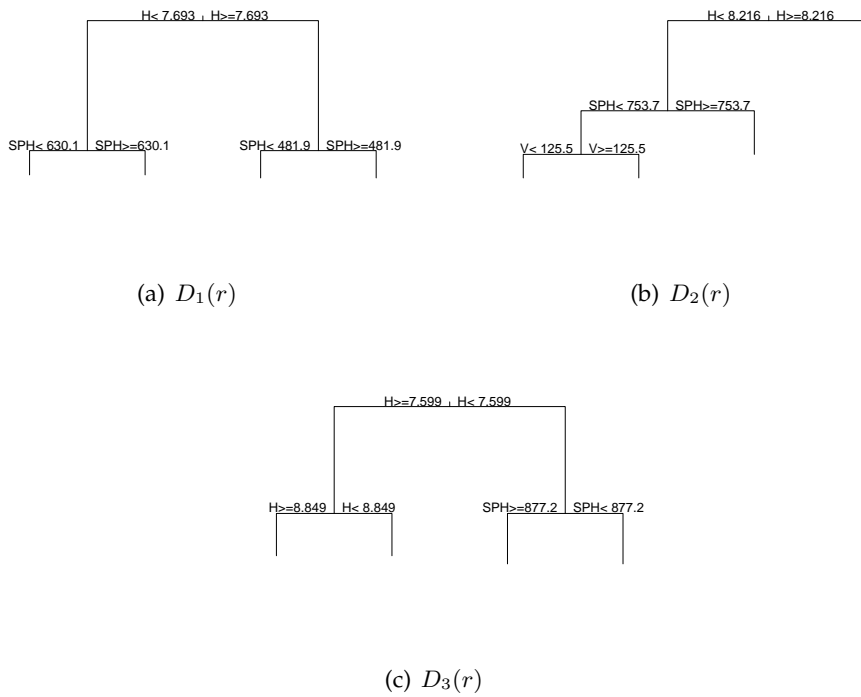 H< 7.693 H>=7.693
SPH< 630.1 SPH>=630.1
SPH< 481.9 SPH>=481.9
(a) D1(r)
H< 8.216 H>=8.216
SPH< 753.7 SPH>=753.7
V< 125.5 V>=125.5
(b) D2(r)
H>=7.599 H< 7.599
H>=8.849 H< 8.849
SPH>=877.2 SPH< 877.2
(c) D3(r)